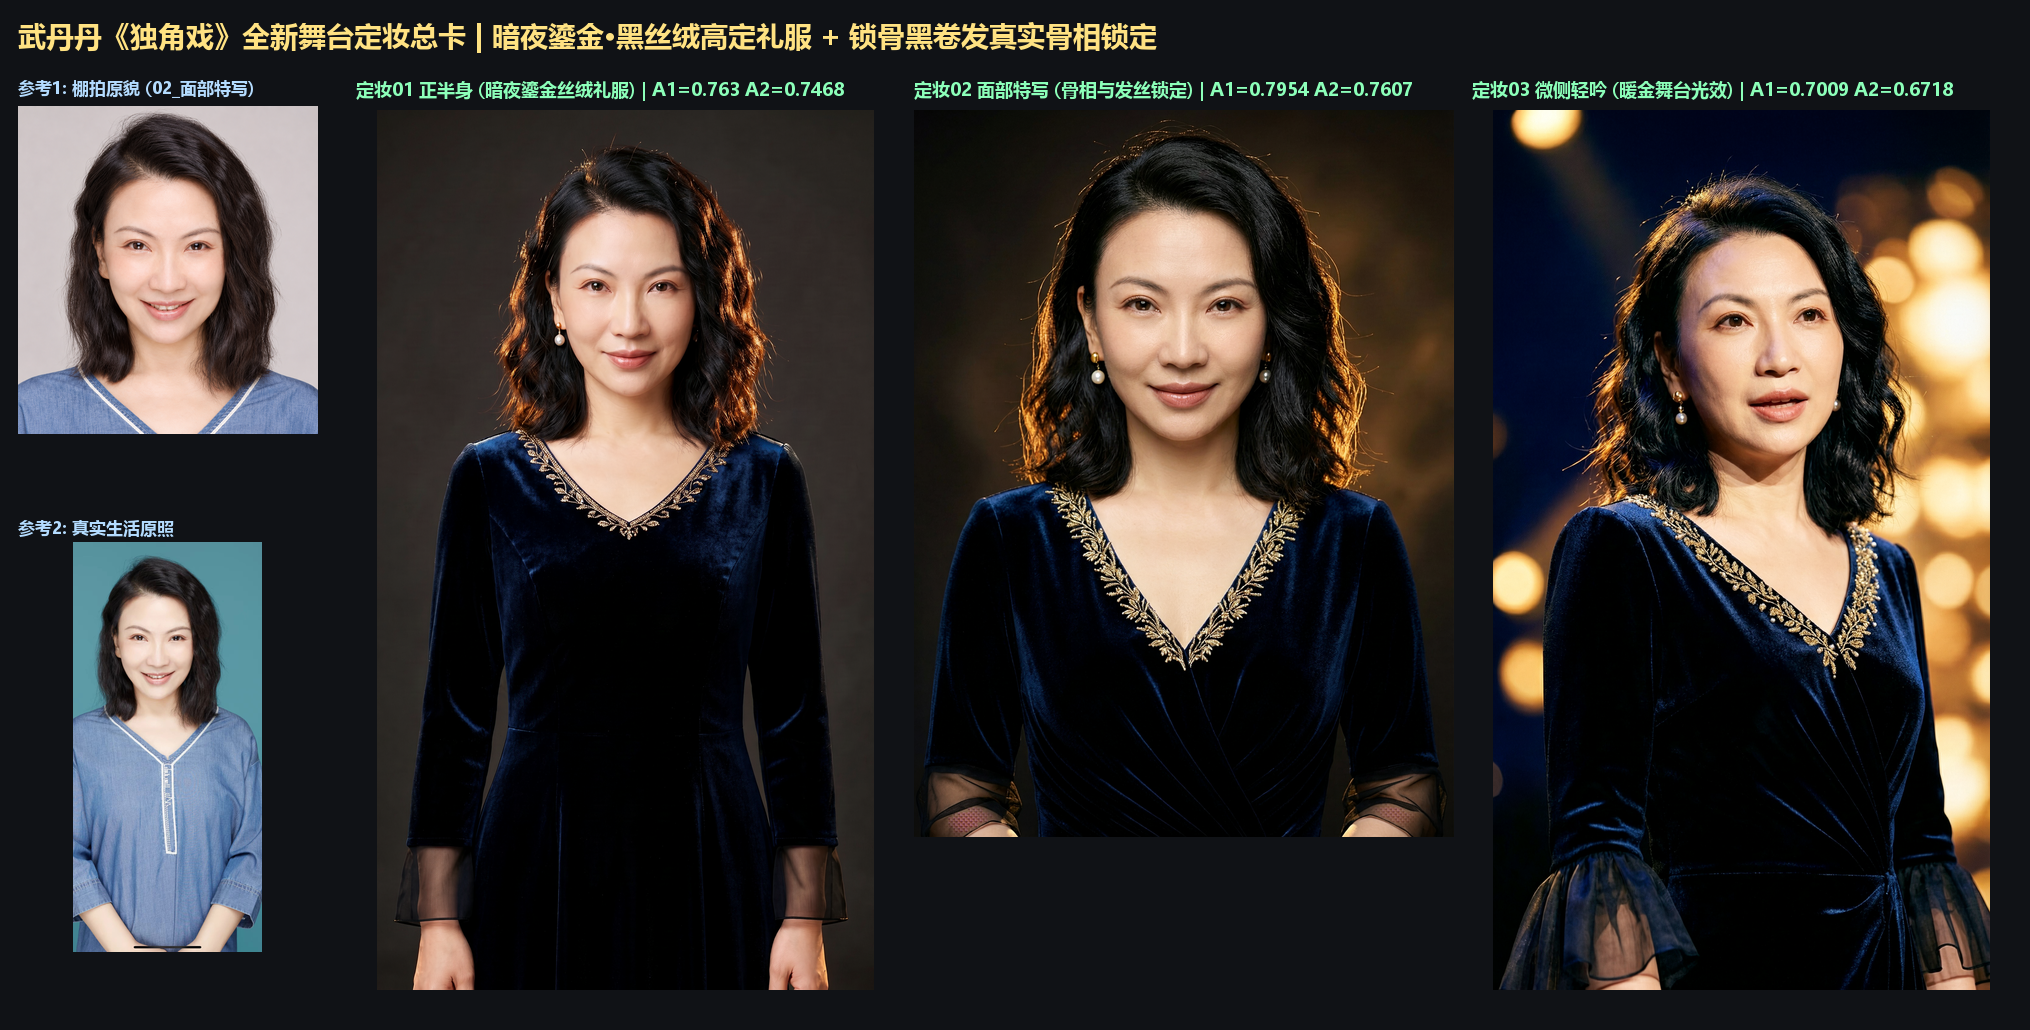 武丹丹《独角戏》全新舞台定妆总卡 | 暗夜鎏金•黑丝绒高定礼服 + 锁骨黑卷发真实骨相锁定
参考1: 棚拍原貌 (02_面部特写)
定妆01 正半身 (暗夜鎏金丝绒礼服) | A1=0.763 A2=0.7468
定妆02 面部特写 (骨相与发丝锁定) | A1=0.7954 A2=0.7607
定妆03 微侧轻吟 (暖金舞台光效) | A1=0.7009 A2=0.6718
参考2: 真实生活原照